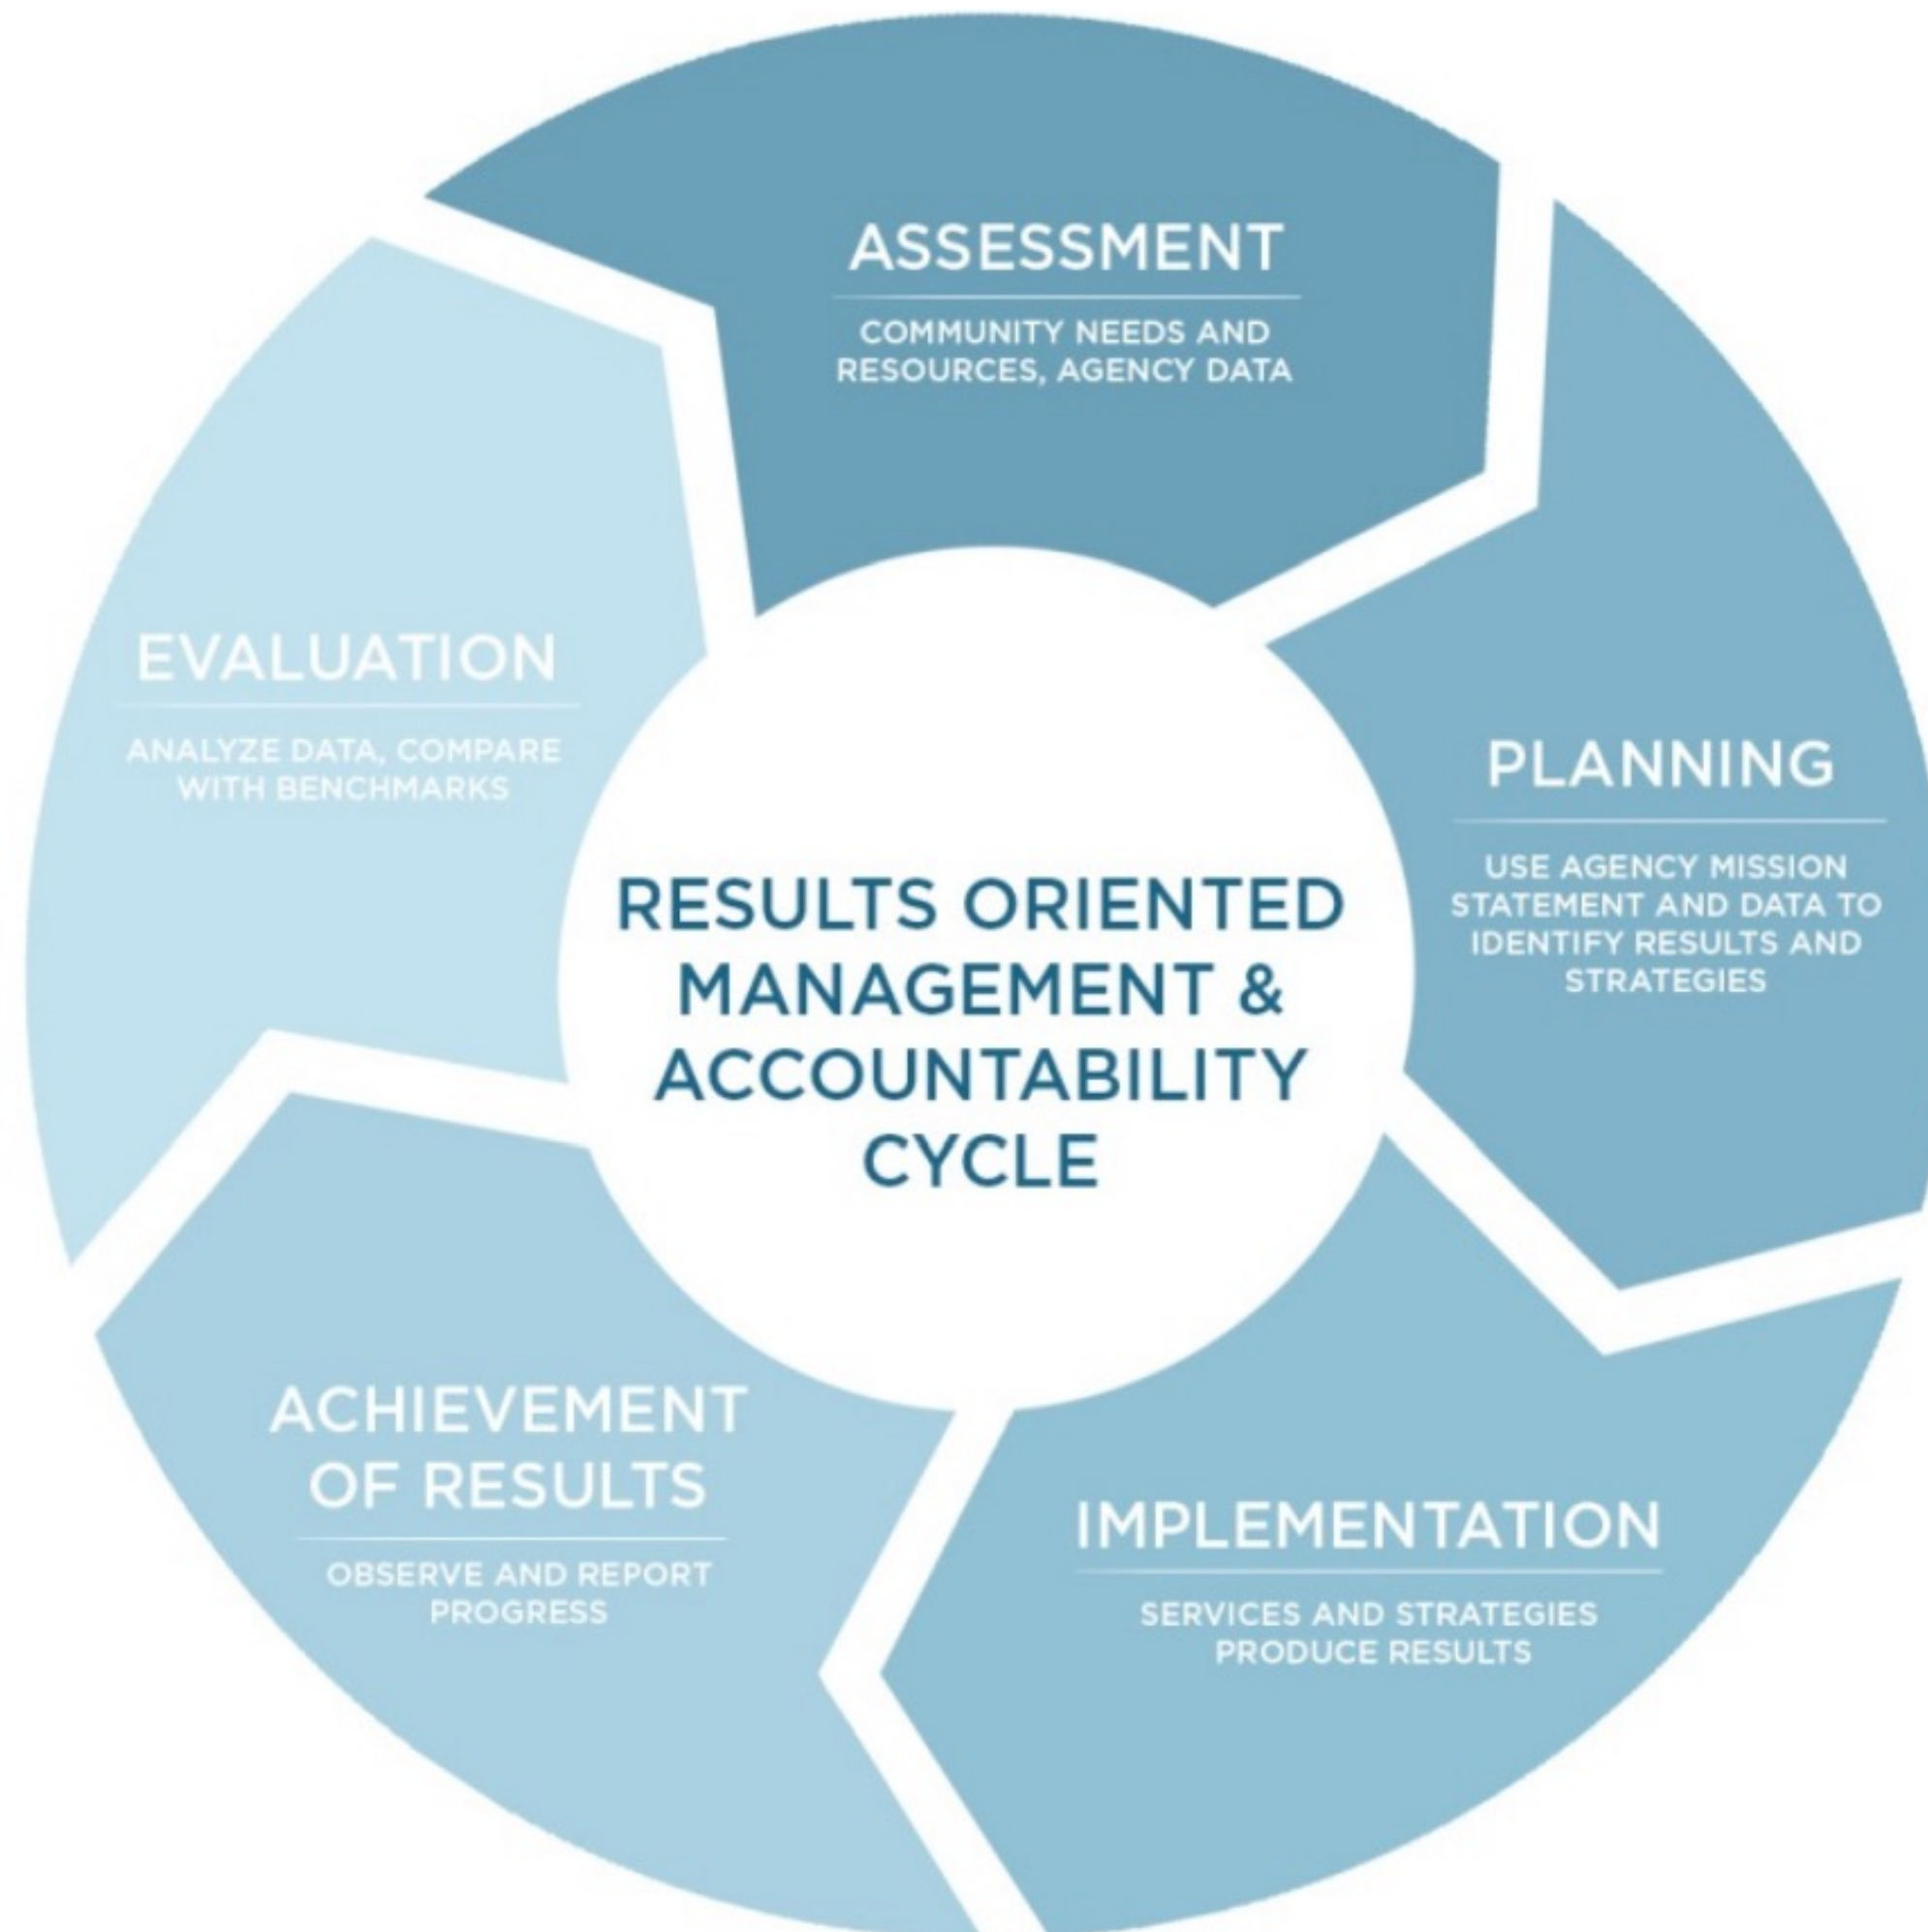 ASSESSMENT
COMMUNITY NEEDS AND
RESOURCES, AGENCY DATA
PLANNING
USE AGENCY MISSION
STATEMENT AND DATA TO
IDENTIFY RESULTS AND
STRATEGIES
IMPLEMENTATION
SERVICES AND STRATEGIES
PRODUCE RESULTS
ACHIEVEMENT
OF RESULTS
OBSERVE AND REPORT
PROGRESS
EVALUATION
ANALYZE DATA, COMPARE
WITH BENCHMARKS
RESULTS ORIENTED
MANAGEMENT &
ACCOUNTABILITY
CYCLE